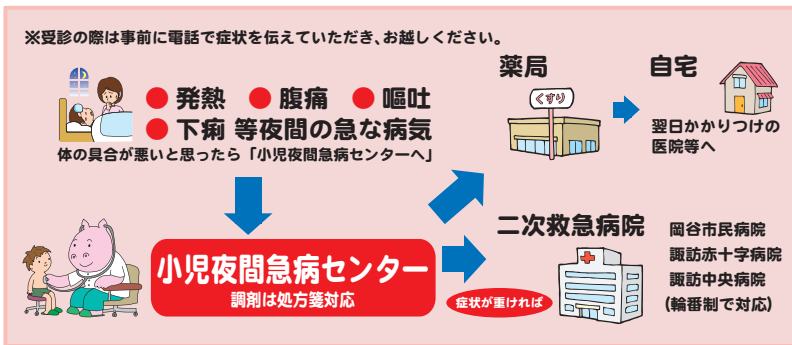 ※受診の際は事前に電話で症状を伝えていただき、お越しください。
● 発熱 ● 腹痛 ● 嘔吐
● 下痢 等夜間の急な病気
体の具合が悪いと思ったら「小児夜間急病センターへ」
小児夜間急病センター
調剤は処方箋対応
薬局
くすり
自宅
翌日かかりつけの
医院等へ
症状が重ければ
二次救急病院
岡谷市民病院
諏訪赤十字病院
諏訪中央病院
(輪番制で対応)